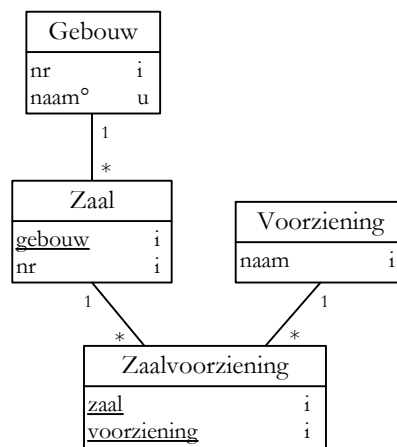 Gebouw
nr i
naam° u
1
*
Zaal
gebouw i
nr i
Voorziening
naam i
1
1
*
*
Zaalvoorziening
zaal i
voorziening i